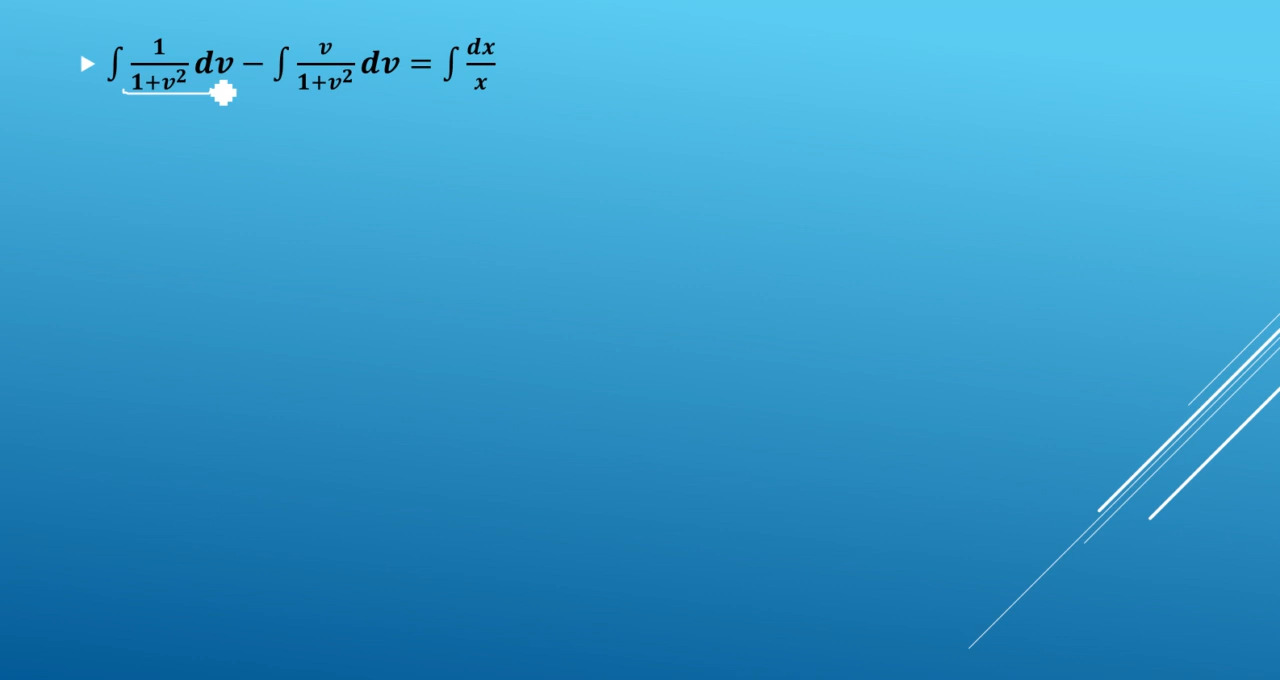 ∫ 1/(1+v²) dv − ∫ v/(1+v²) dv = ∫ dx/x